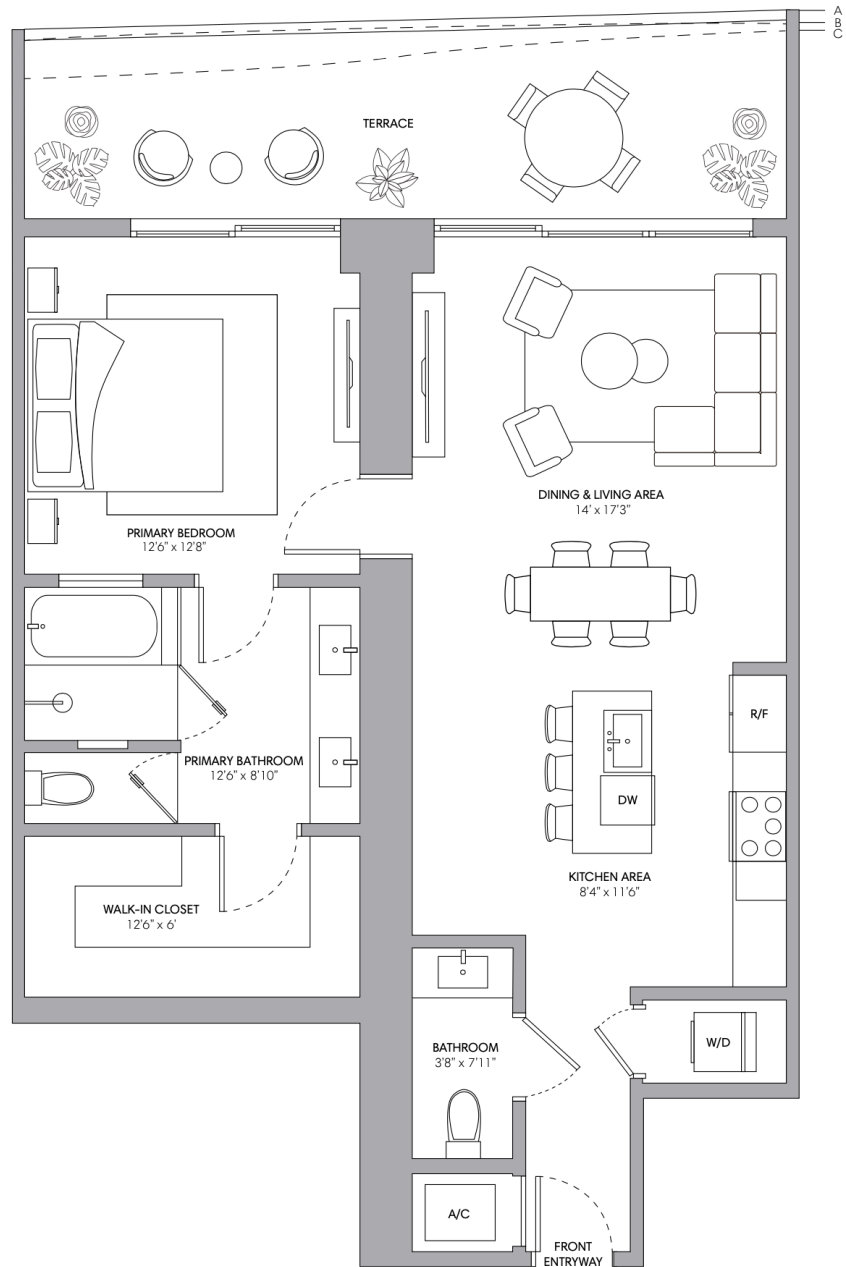 A
B
C
TERRACE
DINING & LIVING AREA
14' x 17'3"
PRIMARY BEDROOM
12'6" x 12'8"
R/F
PRIMARY BATHROOM
12'6" x 8'10"
DW
KITCHEN AREA
8'4" x 11'6"
WALK-IN CLOSET
12'6" x 6'
BATHROOM
3'8" x 7'11"
W/D
A/C
FRONT
ENTRYWAY